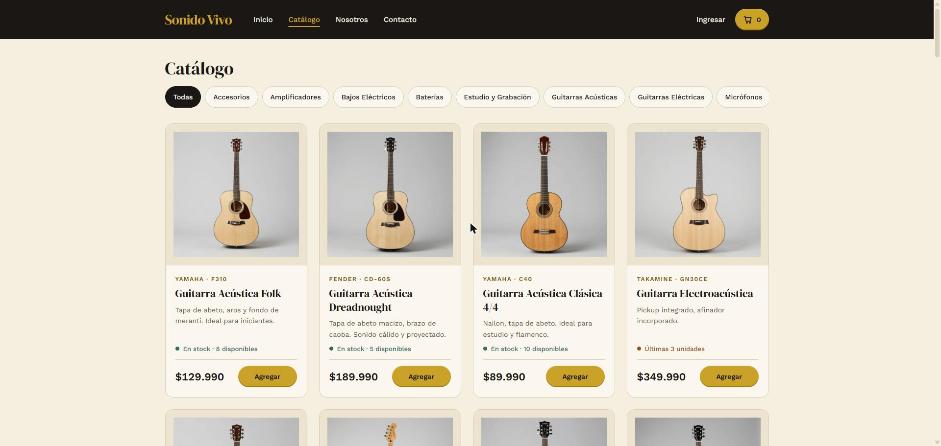 Sonido Vivo
Inicio
Catálogo
Nosotros
Contacto
Ingresar
0
Catálogo
Todas
Accesorios
Amplificadores
Bajos Eléctricos
Baterías
Estudio y Grabación
Guitarras Acústicas
Guitarras Eléctricas
Micrófonos
YAMAHA · F310
Guitarra Acústica Folk
Tapa de abeto, aros y fondo de
meranti. Ideal para inicientes.
En stock · 8 disponibles
$129.990
Agregar
FENDER · CD-60S
Guitarra Acústica
Dreadnought
Tapa de abeto macizo, brazo de
caoba. Sonido cálido y proyectado.
En stock · 5 disponibles
$189.990
Agregar
YAMAHA · C40
Guitarra Acústica Clásica
4/4
Nailon, tapa de abeto. Ideal para
estudio y flamenco.
En stock · 10 disponibles
$89.990
Agregar
TAKAMINE · GN30CE
Guitarra Electroacústica
Pickup integrado, afinador
incorporado.
Últimas 3 unidades
$349.990
Agregar